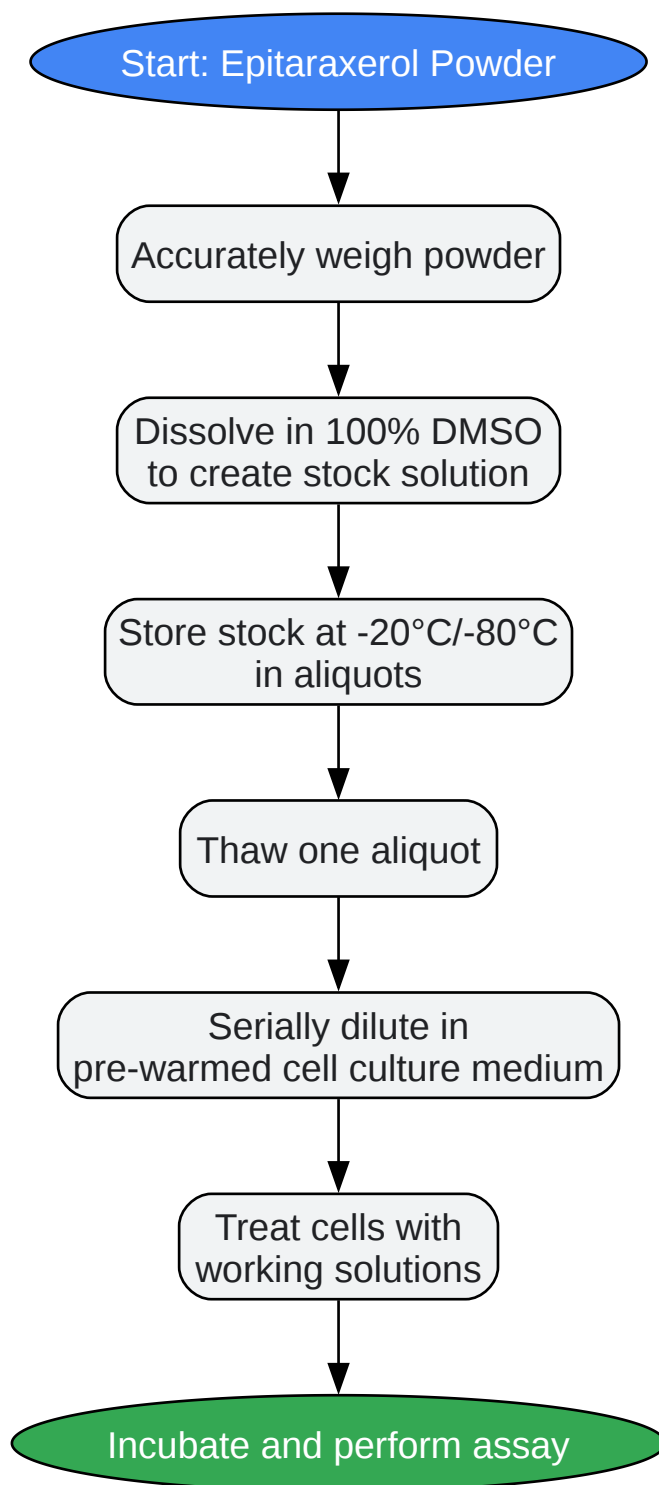 Start: Epitaraxerol Powder
Accurately weigh powder
Dissolve in 100% DMSO
to create stock solution
Store stock at -20°C/-80°C
in aliquots
Thaw one aliquot
Serially dilute in
pre-warmed cell culture medium
Treat cells with
working solutions
Incubate and perform assay